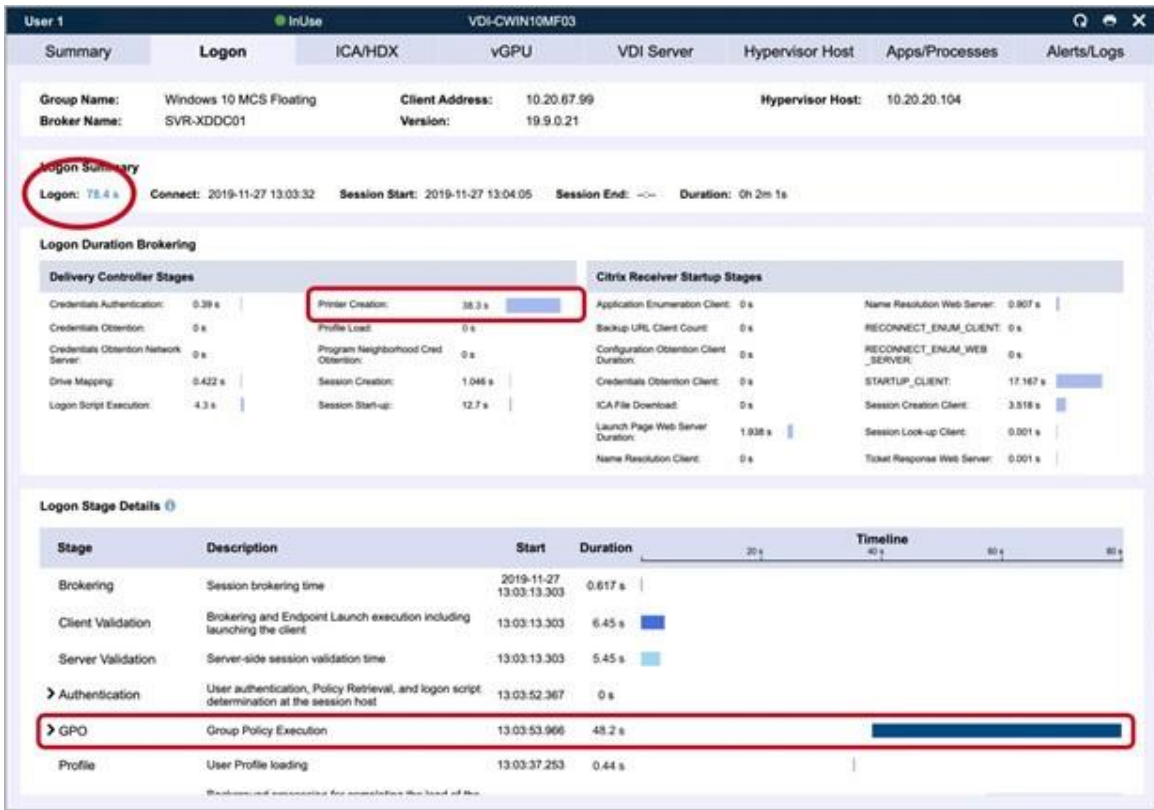 User 1 InUse VDI-CWIN10MF03
Summary Logon ICA/HDX vGPU VDI Server Hypervisor Host Apps/Processes Alerts/Logs
Group Name: Windows 10 MCS Floating Client Address: 10.20.67.99 Hypervisor Host: 10.20.20.104
Broker Name: SVR-XDDC01 Version: 19.9.0.21
Logon Summary
Logon: 78.4 s Connect: 2019-11-27 13:03:32 Session Start: 2019-11-27 13:04:05 Session End: --:-- Duration: 0h 2m 1s
Logon Duration Brokering
Delivery Controller Stages
Credentials Authentication: 0.39 s
Credentials Obtention: 0 s
Credentials Obtention Network
Server: 0 s
Drive Mapping: 0.422 s
Logon Script Execution: 4.3 s
Printer Creation: 38.3 s
Profile Load: 0 s
Program Neighborhood Cred
Obtention: 0 s
Session Creation: 1.046 s
Session Start-up: 12.7 s
Citrix Receiver Startup Stages
Application Enumeration Client: 0 s
Backup URL Client Count: 0 s
Configuration Obtention Client
Duration: 0 s
Credentials Obtention Client: 0 s
ICA File Download: 0 s
Launch Page Web Server
Duration: 1.938 s
Name Resolution Client: 0 s
Name Resolution Web Server: 0.907 s
RECONNECT_ENUM_CLIENT: 0 s
RECONNECT_ENUM_WEB
_SERVER: 0 s
STARTUP_CLIENT: 17.167 s
Session Creation Client: 3.518 s
Session Look-up Client: 0.001 s
Ticket Response Web Server: 0.001 s
Logon Stage Details
Stage Description Start Duration Timeline
20 s 40 s 60 s 80 s
Brokering Session brokering time 2019-11-27
13:03:13.303 0.617 s
Client Validation Brokering and Endpoint Launch execution including
launching the client 13:03:13.303 6.45 s
Server Validation Server-side session validation time 13:03:13.303 5.45 s
Authentication User authentication, Policy Retrieval, and logon script
determination at the session host 13:03:52.367 0 s
GPO Group Policy Execution 13:03:53.966 48.2 s
Profile User Profile loading 13:03:37.253 0.44 s